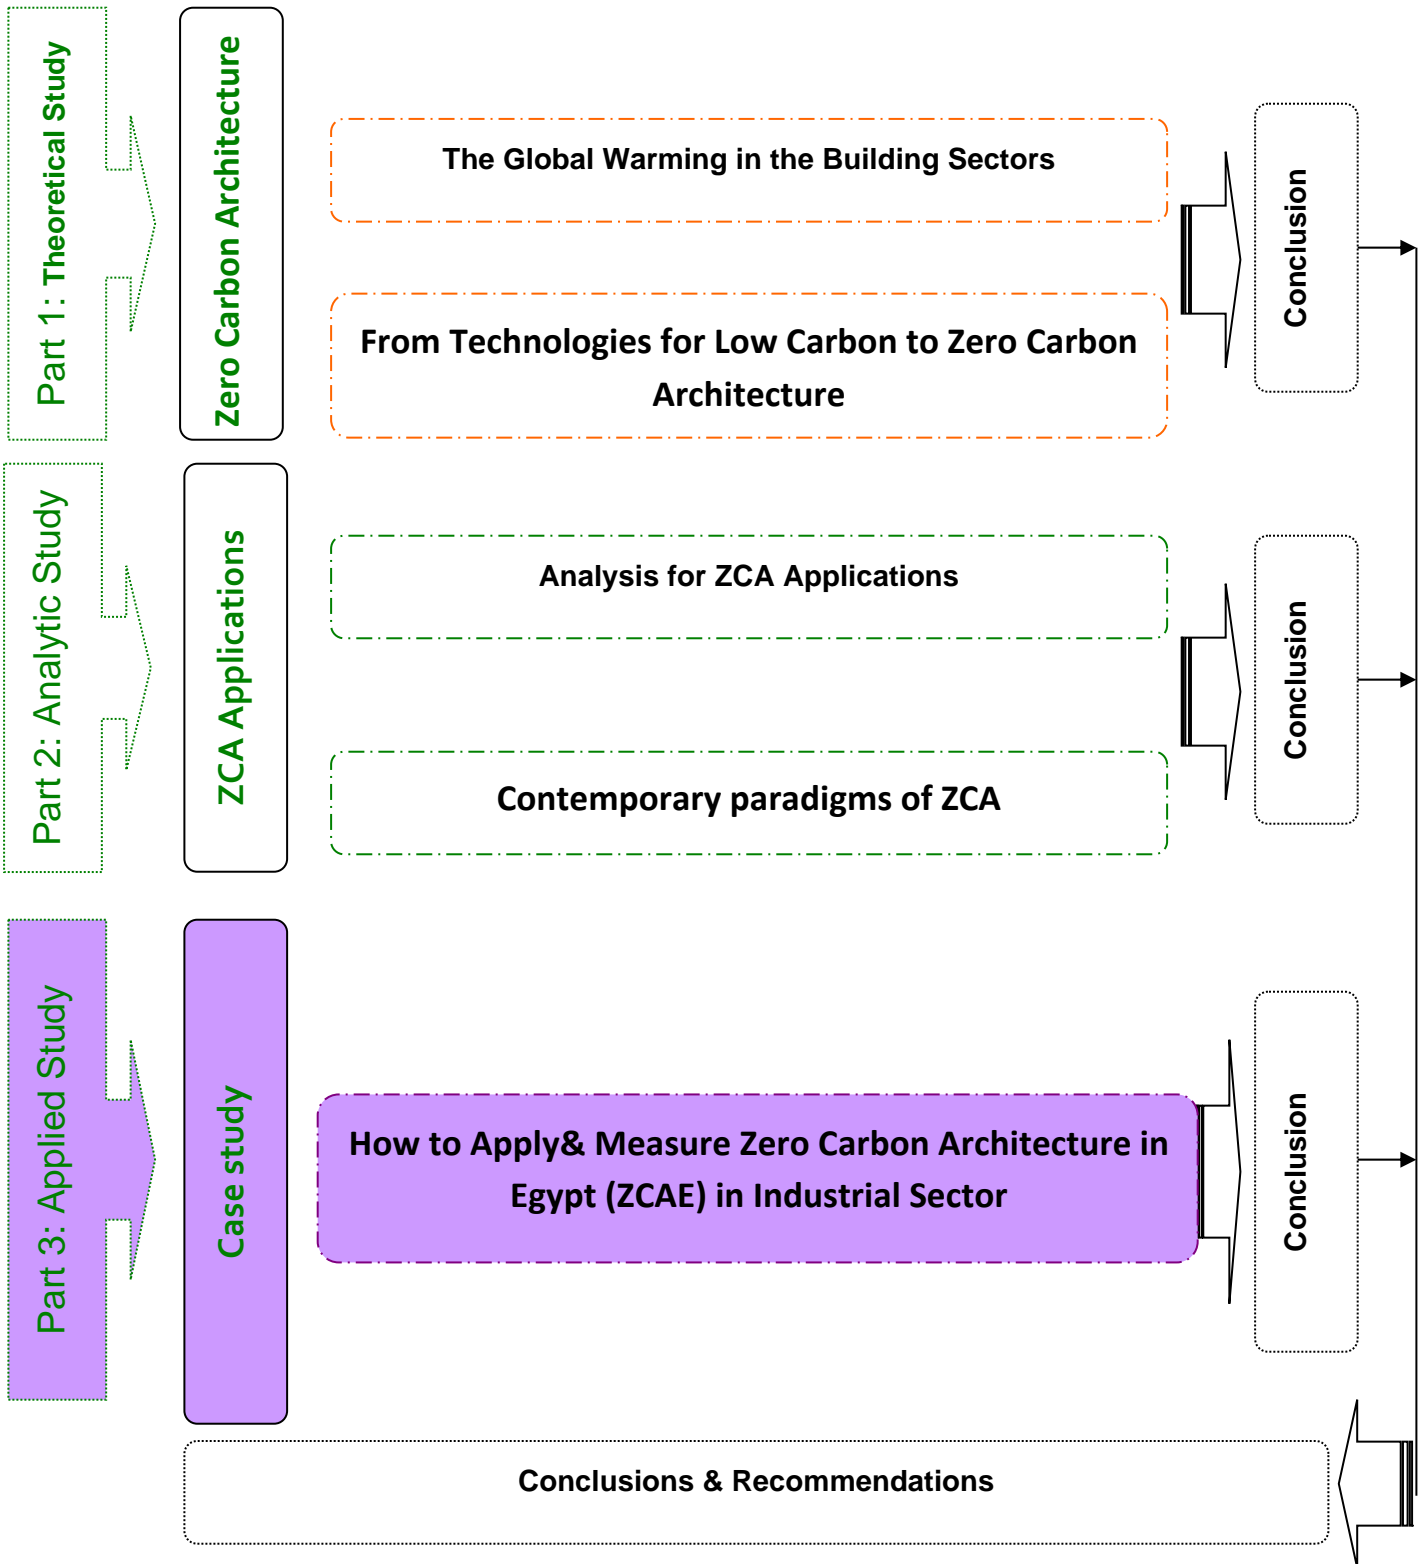 Part 1: Theoretical Study
Zero Carbon Architecture
The Global Warming in the Building Sectors
From Technologies for Low Carbon to Zero Carbon
Architecture
Conclusion
Part 2: Analytic Study
ZCA Applications
Analysis for ZCA Applications
Contemporary paradigms of ZCA
Conclusion
Part 3: Applied Study
Case study
How to Apply& Measure Zero Carbon Architecture in
Egypt (ZCAE) in Industrial Sector
Conclusion
Conclusions & Recommendations